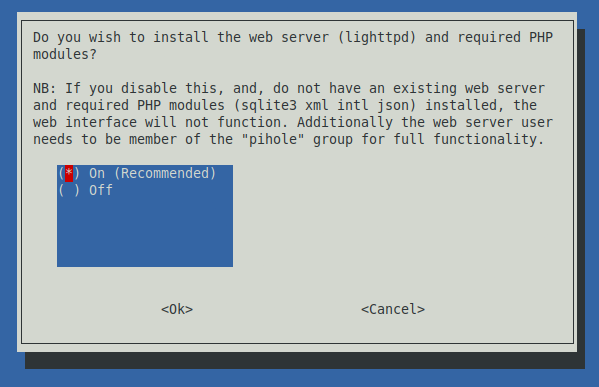 Do you wish to install the web server (lighttpd) and required PHP
modules?
NB: If you disable this, and, do not have an existing web server
and required PHP modules (sqlite3 xml intl json) installed, the
web interface will not function. Additionally the web server user
needs to be member of the "pihole" group for full functionality.
(*) On (Recommended)
( ) Off
<Ok> <Cancel>